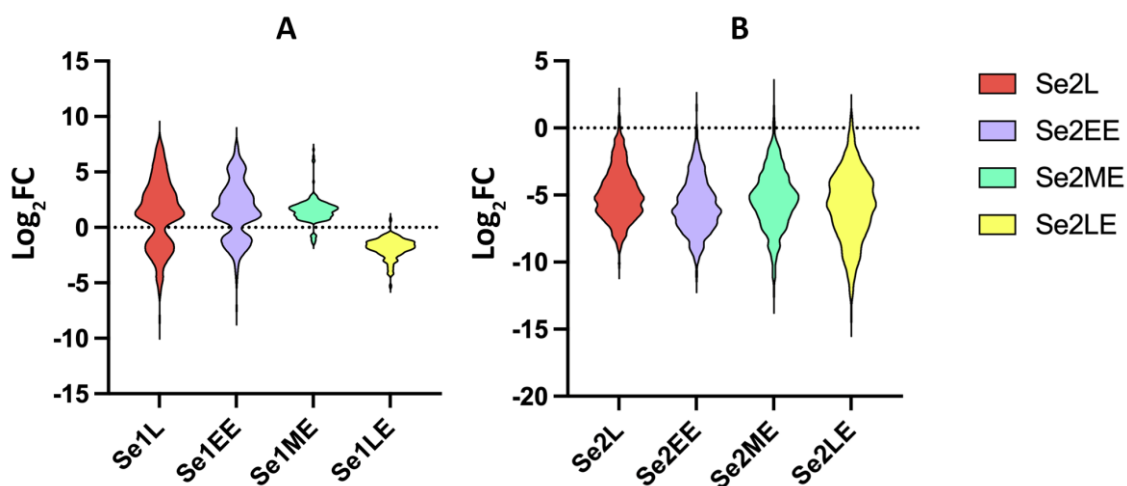 A
Log2FC
15
10
5
0
-5
-10
-15
Se1L
Se1EE
Se1ME
Se1LE
B
Log2FC
5
0
-5
-10
-15
-20
Se2L
Se2EE
Se2ME
Se2LE
Se2L
Se2EE
Se2ME
Se2LE